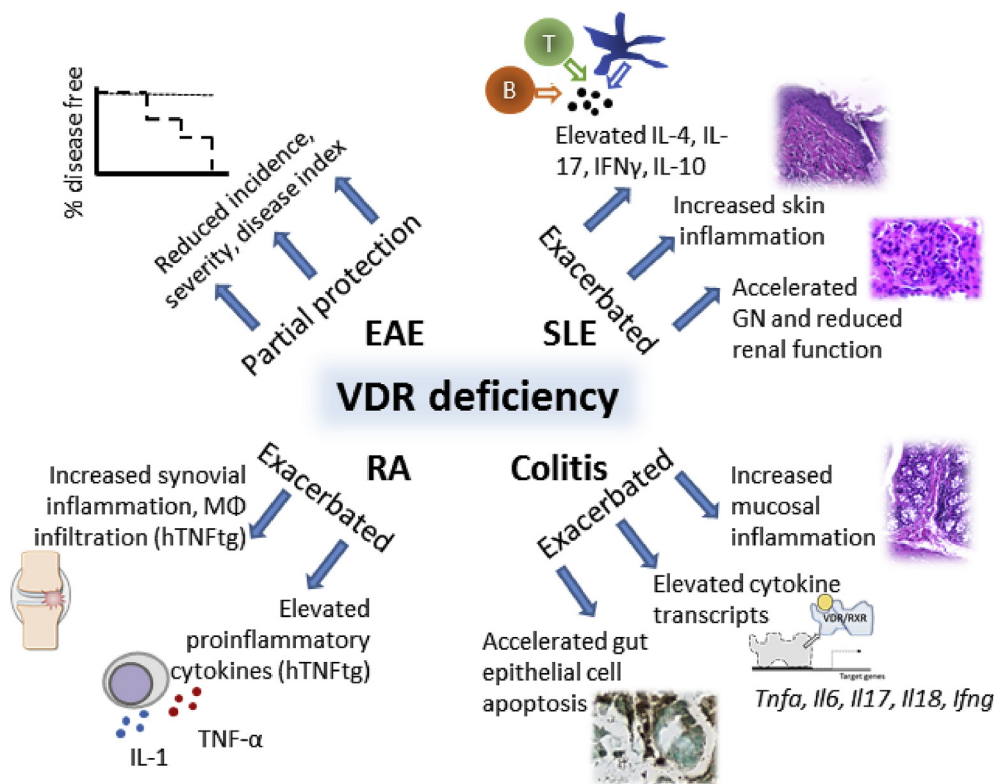 % disease free
Reduced incidence,
severity, disease index
Partial protection
EAE
T
B
Elevated IL-4, IL-
17, IFNγ, IL-10
Increased skin
inflammation
Accelerated
GN and reduced
renal function
Exacerbated
SLE
VDR deficiency
RA
Exacerbated
Increased synovial
inflammation, MΦ
infiltration (hTNFtg)
Elevated
proinflammatory
cytokines (hTNFtg)
TNF-α
IL-1
Colitis
Exacerbated
Increased
mucosal
inflammation
Elevated cytokine
transcripts
VDR/RXR
Target genes
Tnfa, Il6, Il17, Il18, Ifng
Accelerated gut
epithelial cell
apoptosis